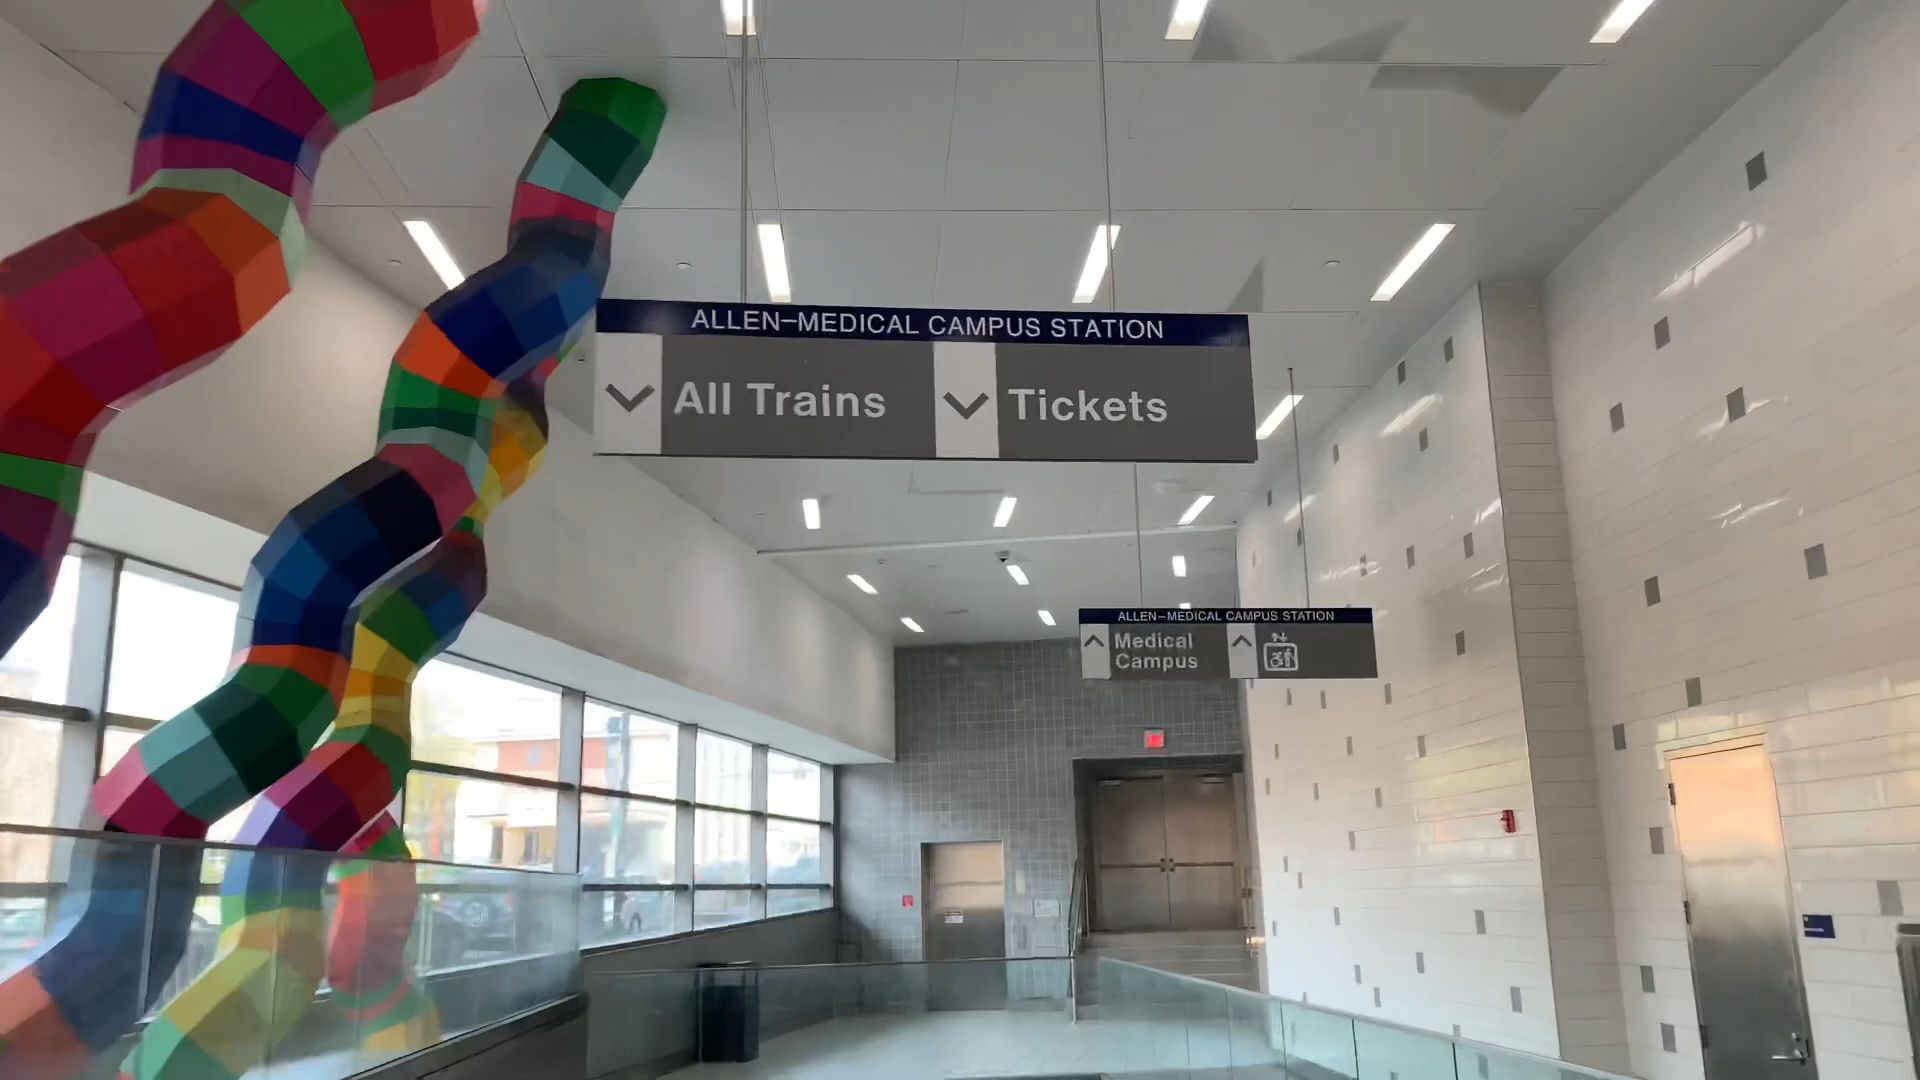 ALLEN–MEDICAL CAMPUS STATION
All Trains
Tickets
ALLEN–MEDICAL CAMPUS STATION
Medical
Campus